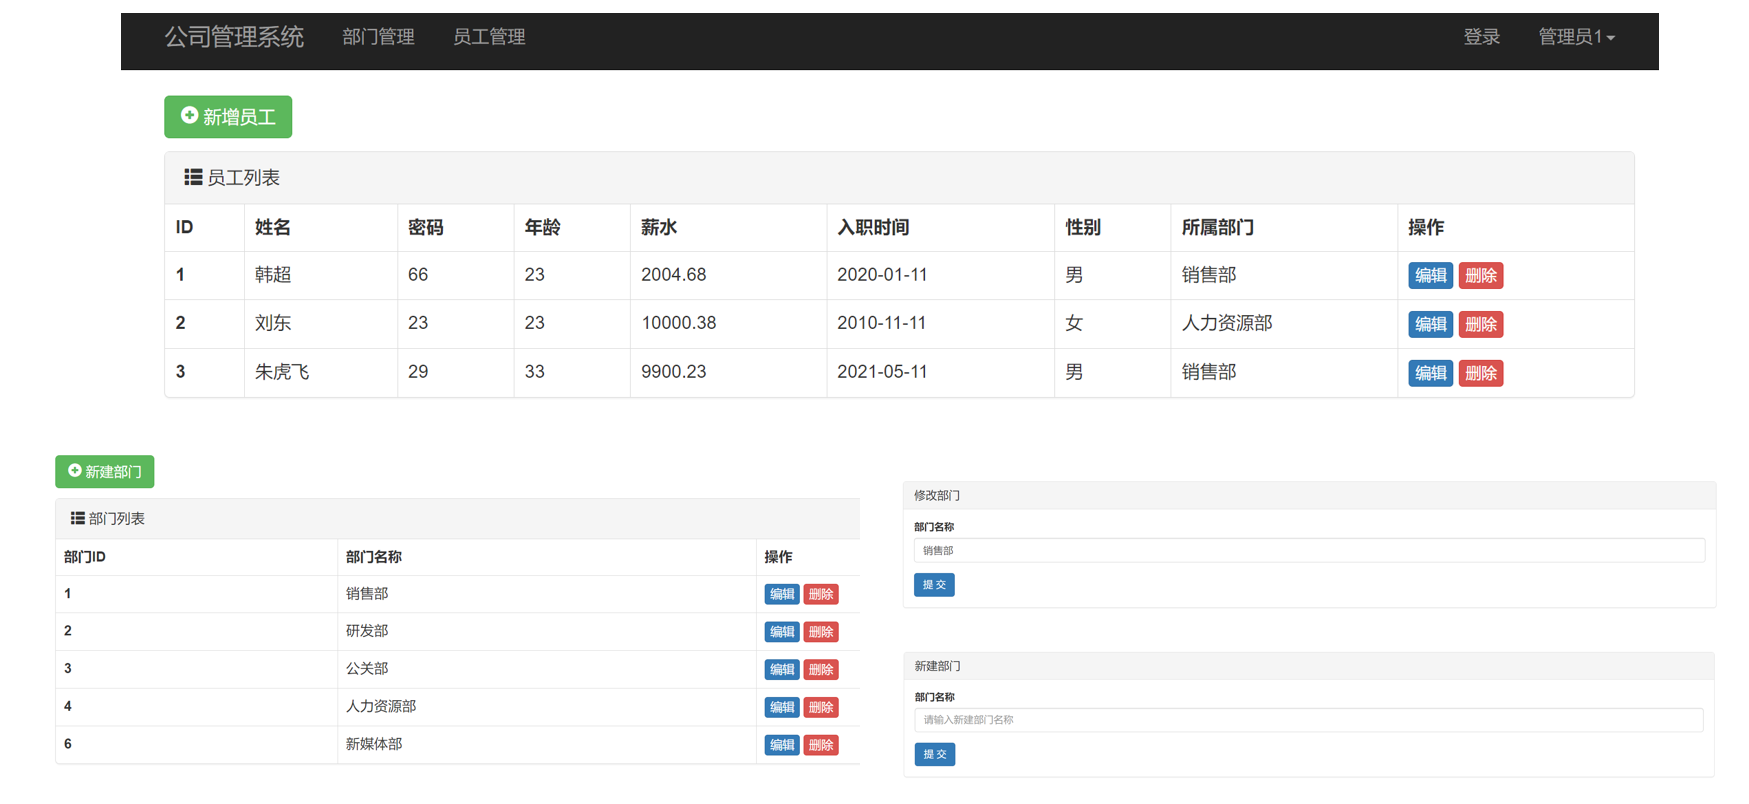 公司管理系统 部门管理 员工管理 登录 管理员1
新增员工
员工列表
ID 姓名 密码 年龄 薪水 入职时间 性别 所属部门 操作
1 韩超 66 23 2004.68 2020-01-11 男 销售部 编辑 删除
2 刘东 23 23 10000.38 2010-11-11 女 人力资源部 编辑 删除
3 朱虎飞 29 33 9900.23 2021-05-11 男 销售部 编辑 删除
新建部门
部门列表
部门ID 部门名称 操作
1 销售部 编辑 删除
2 研发部 编辑 删除
3 公关部 编辑 删除
4 人力资源部 编辑 删除
6 新媒体部 编辑 删除
修改部门
部门名称
销售部
提 交
新建部门
部门名称
请输入新建部门名称
提 交